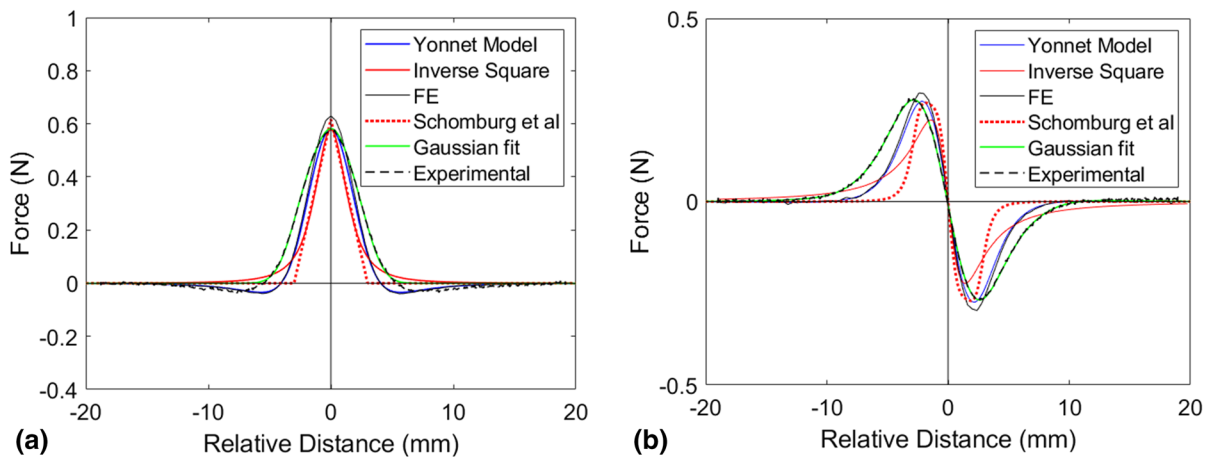 1
0.8
0.6
0.4
0.2
0
-0.2
-0.4
Force (N)
-20 -10 0 10 20
Relative Distance (mm)
Yonnet Model
Inverse Square
FE
Schomburg et al
Gaussian fit
Experimental
(a)
0.5
0
-0.5
Force (N)
-20 -10 0 10 20
Relative Distance (mm)
Yonnet Model
Inverse Square
FE
Schomburg et al
Gaussian fit
Experimental
(b)